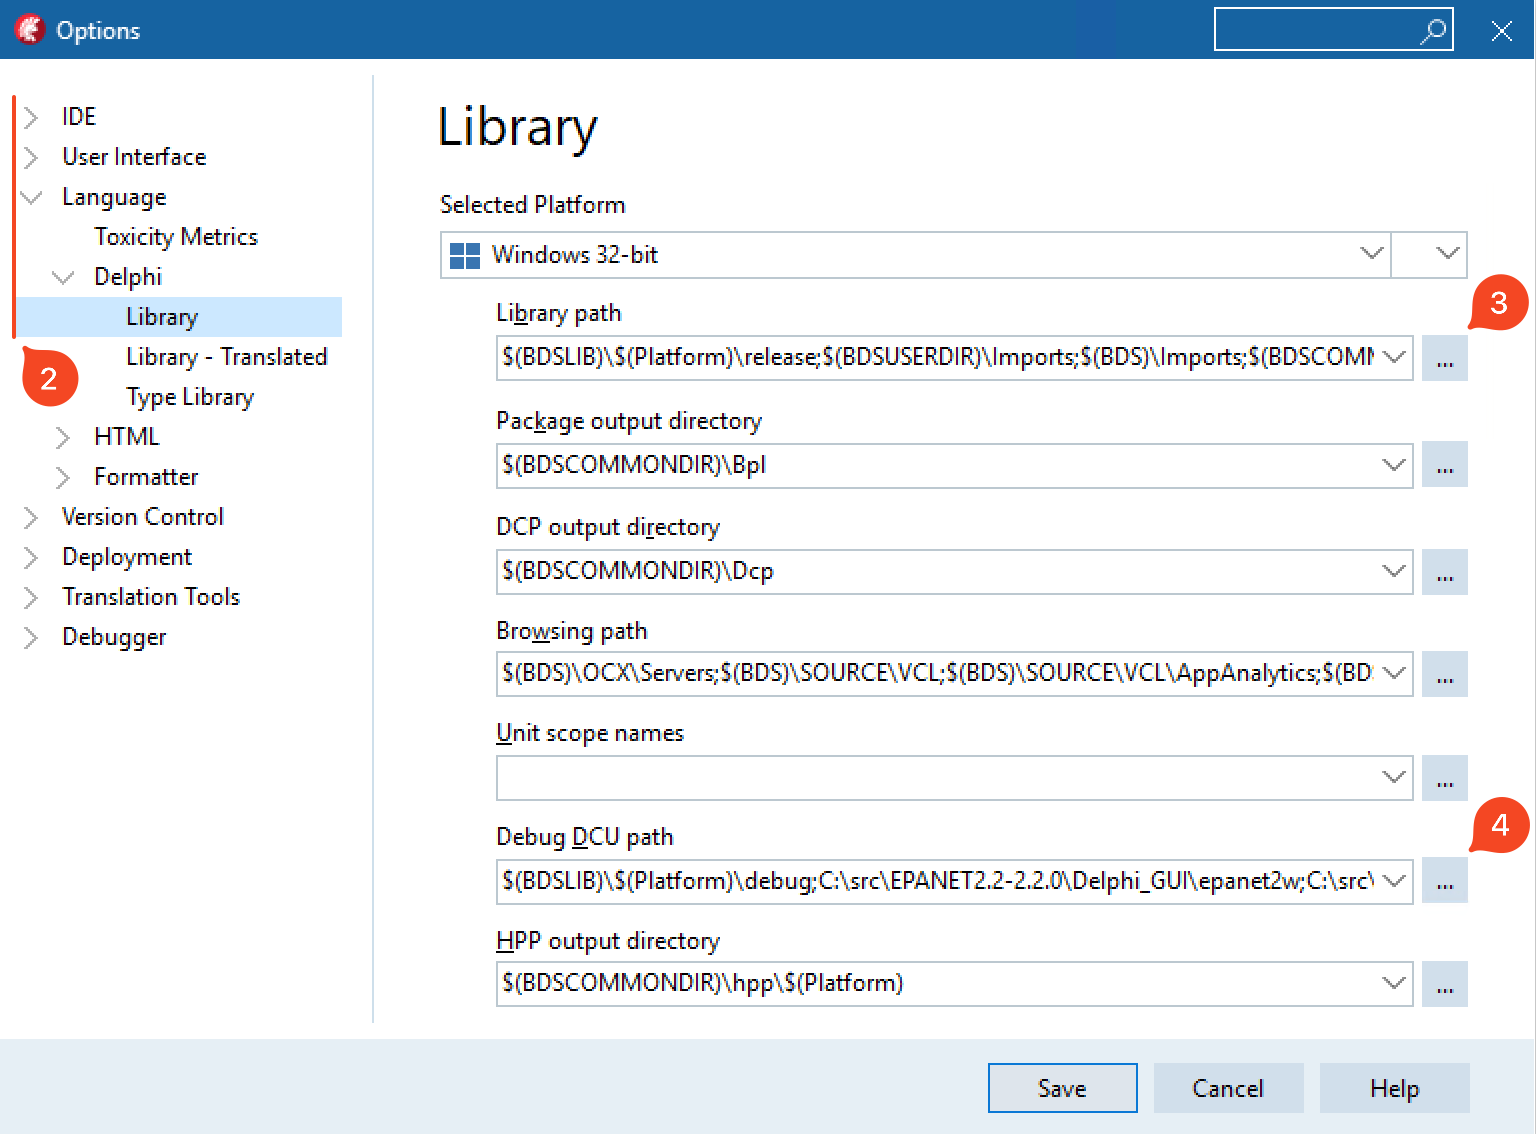 Options
IDE
User Interface
Language
Toxicity Metrics
Delphi
Library
Library - Translated
Type Library
HTML
Formatter
Version Control
Deployment
Translation Tools
Debugger
2
Library
Selected Platform
Windows 32-bit
Library path
3
$(BDSLIB)\$(Platform)\release;$(BDSUSERDIR)\Imports;$(BDS)\Imports;$(BDSCOMM
...
Package output directory
$(BDSCOMMONDIR)\Bpl
...
DCP output directory
$(BDSCOMMONDIR)\Dcp
...
Browsing path
$(BDS)\OCX\Servers;$(BDS)\SOURCE\VCL;$(BDS)\SOURCE\VCL\AppAnalytics;$(BD
...
Unit scope names
...
Debug DCU path
4
$(BDSLIB)\$(Platform)\debug;C:\src\EPANET2.2-2.2.0\Delphi_GUI\epanet2w;C:\src\
...
HPP output directory
$(BDSCOMMONDIR)\hpp\$(Platform)
...
Save
Cancel
Help